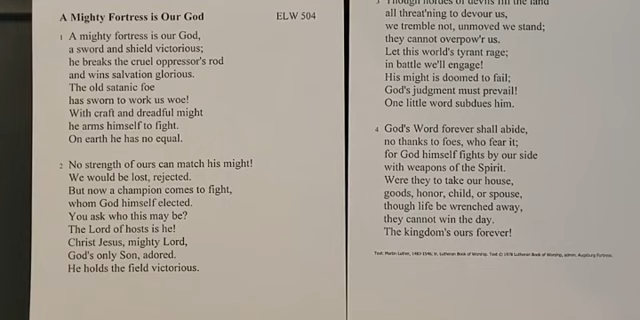 A Mighty Fortress is Our God ELW 504
1 A mighty fortress is our God,
a sword and shield victorious;
he breaks the cruel oppressor's rod
and wins salvation glorious.
The old satanic foe
has sworn to work us woe!
With craft and dreadful might
he arms himself to fight.
On earth he has no equal.
2 No strength of ours can match his might!
We would be lost, rejected.
But now a champion comes to fight,
whom God himself elected.
You ask who this may be?
The Lord of hosts is he!
Christ Jesus, mighty Lord,
God's only Son, adored.
He holds the field victorious.
3 Though hordes of devils fill the land
all threat'ning to devour us,
we tremble not, unmoved we stand;
they cannot overpow'r us.
Let this world's tyrant rage;
in battle we'll engage!
His might is doomed to fail;
God's judgment must prevail!
One little word subdues him.
4 God's Word forever shall abide,
no thanks to foes, who fear it;
for God himself fights by our side
with weapons of the Spirit.
Were they to take our house,
goods, honor, child, or spouse,
though life be wrenched away,
they cannot win the day.
The kingdom's ours forever!
Text: Martin Luther, 1483-1546; tr. Lutheran Book of Worship. Text © 1978 Lutheran Book of Worship, admin. Augsburg Fortress.